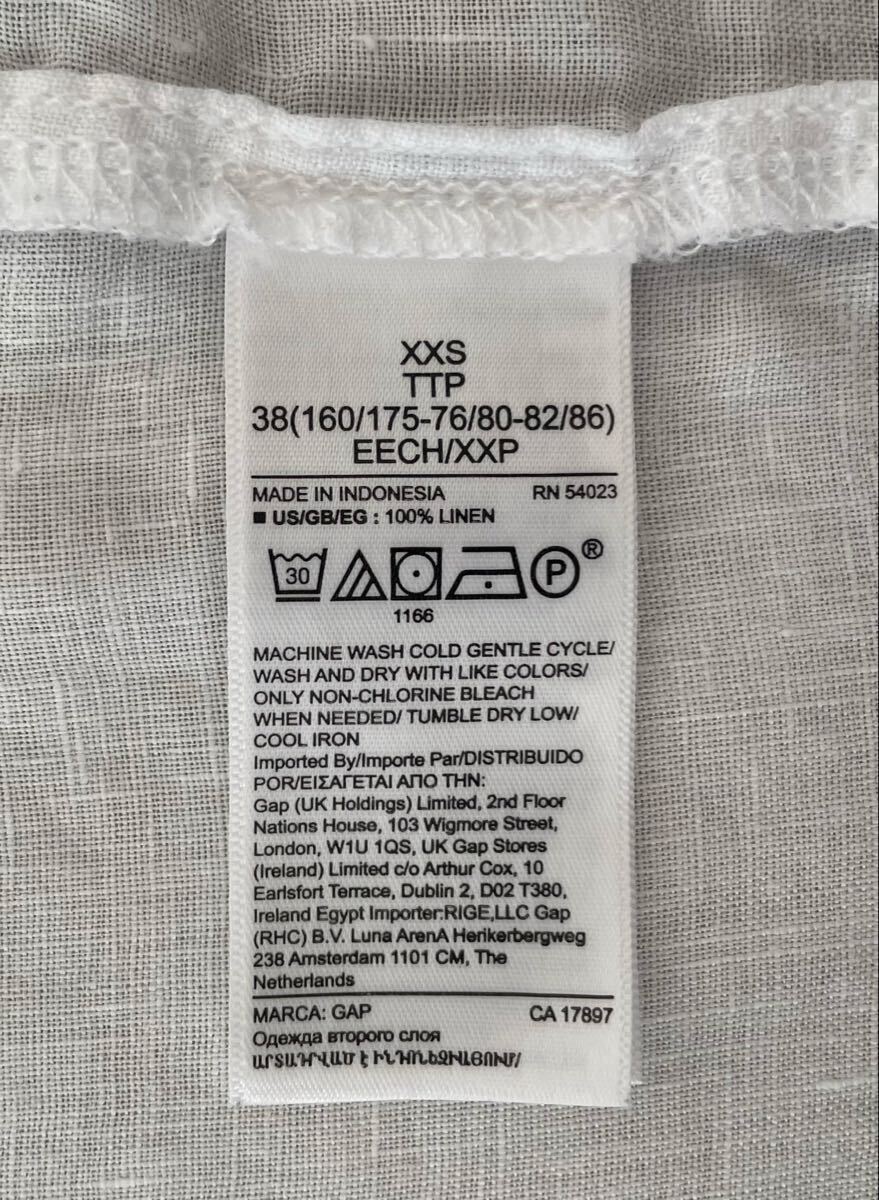 XXS
TTP
38(160/175-76/80-82/86)
EECH/XXP
MADE IN INDONESIA RN 54023
■ US/GB/EG : 100% LINEN
30 P ®
1166
MACHINE WASH COLD GENTLE CYCLE/
WASH AND DRY WITH LIKE COLORS/
ONLY NON-CHLORINE BLEACH
WHEN NEEDED/ TUMBLE DRY LOW/
COOL IRON
Imported By/Importe Par/DISTRIBUIDO
POR/ΕΙΣΑΓΕΤΑΙ ΑΠΟ ΤΗΝ:
Gap (UK Holdings) Limited, 2nd Floor
Nations House, 103 Wigmore Street,
London, W1U 1QS, UK Gap Stores
(Ireland) Limited c/o Arthur Cox, 10
Earlsfort Terrace, Dublin 2, D02 T380,
Ireland Egypt Importer:RIGE,LLC Gap
(RHC) B.V. Luna ArenA Herikerbergweg
238 Amsterdam 1101 CM, The
Netherlands
MARCA: GAP CA 17897
Одежда второго слоя
ԱՐՏԱԴՐՎԱԾ է ԻՆԴՈՆԵԶԻԱՅՈՒՄ/